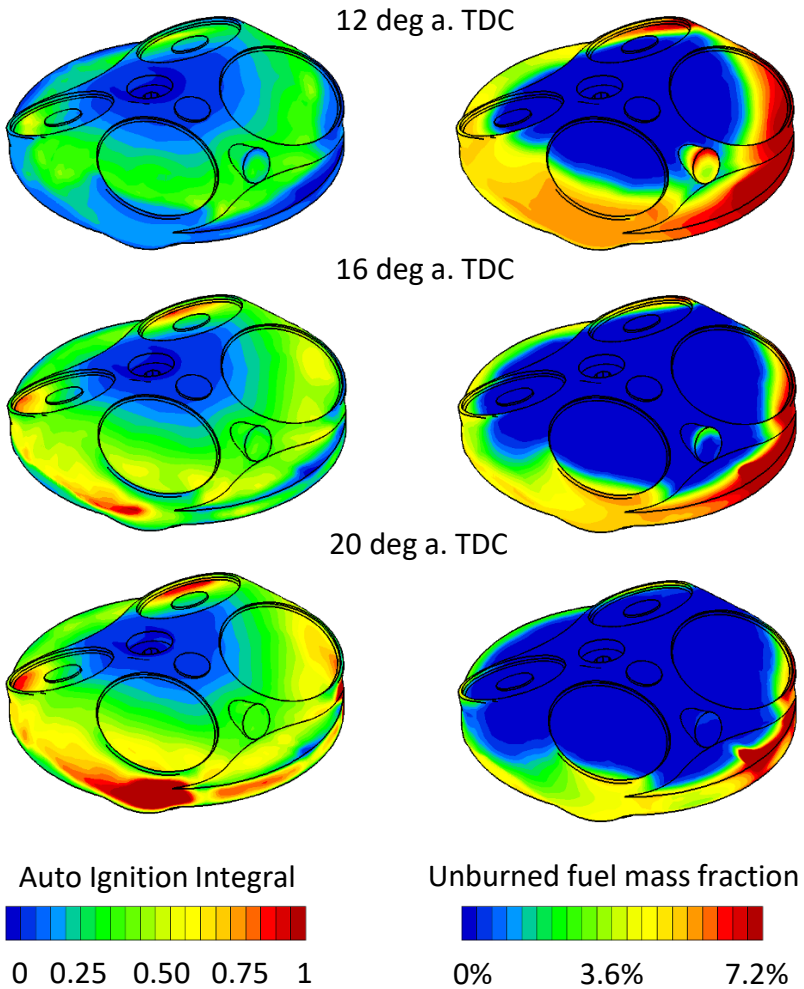 12 deg a. TDC
16 deg a. TDC
20 deg a. TDC
Auto Ignition Integral
0 0.25 0.50 0.75 1
Unburned fuel mass fraction
0% 3.6% 7.2%